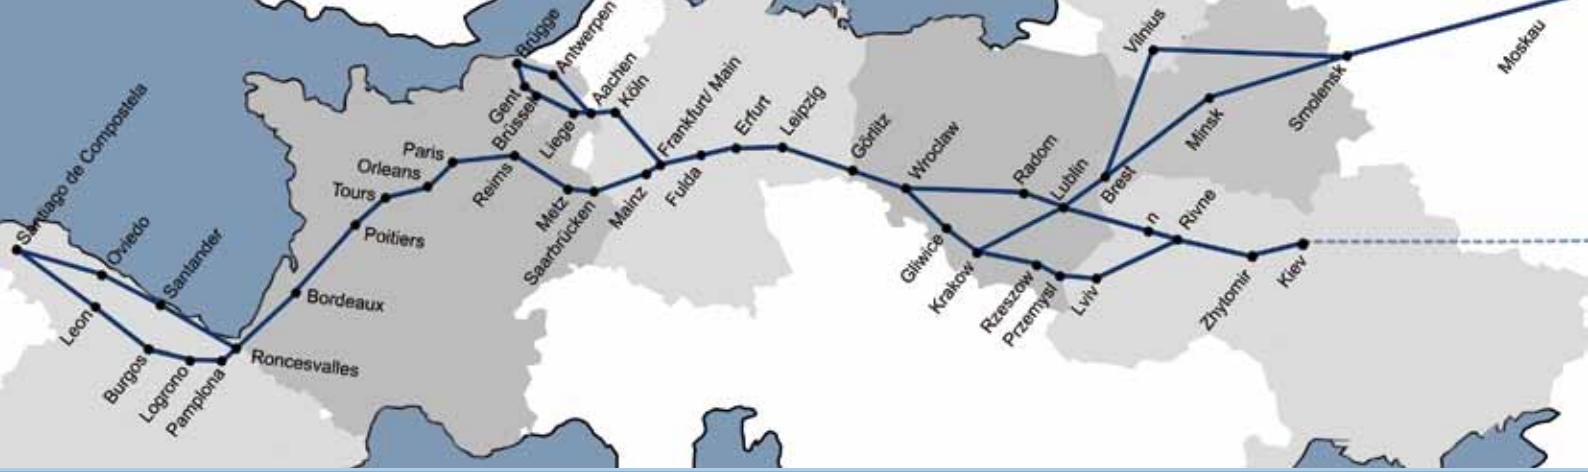 Santiago de Compostela
Oviedo
Santander
Leon
Burgos
Logrono
Pamplona
Roncesvalles
Bordeaux
Poitiers
Tours
Orleans
Paris
Reims
Metz
Saarbrücken
Mainz
Brügge
Antwerpen
Gent
Brüssel
Liege
Aachen
Köln
Frankfurt/ Main
Fulda
Erfurt
Leipzig
Görlitz
Wroclaw
Gliwice
Krakow
Rzeszow
Przemysl
Lviv
Radom
Lublin
Brest
n
Rivne
Zhytomir
Kiev
Vilnius
Minsk
Smolensk
Moskau